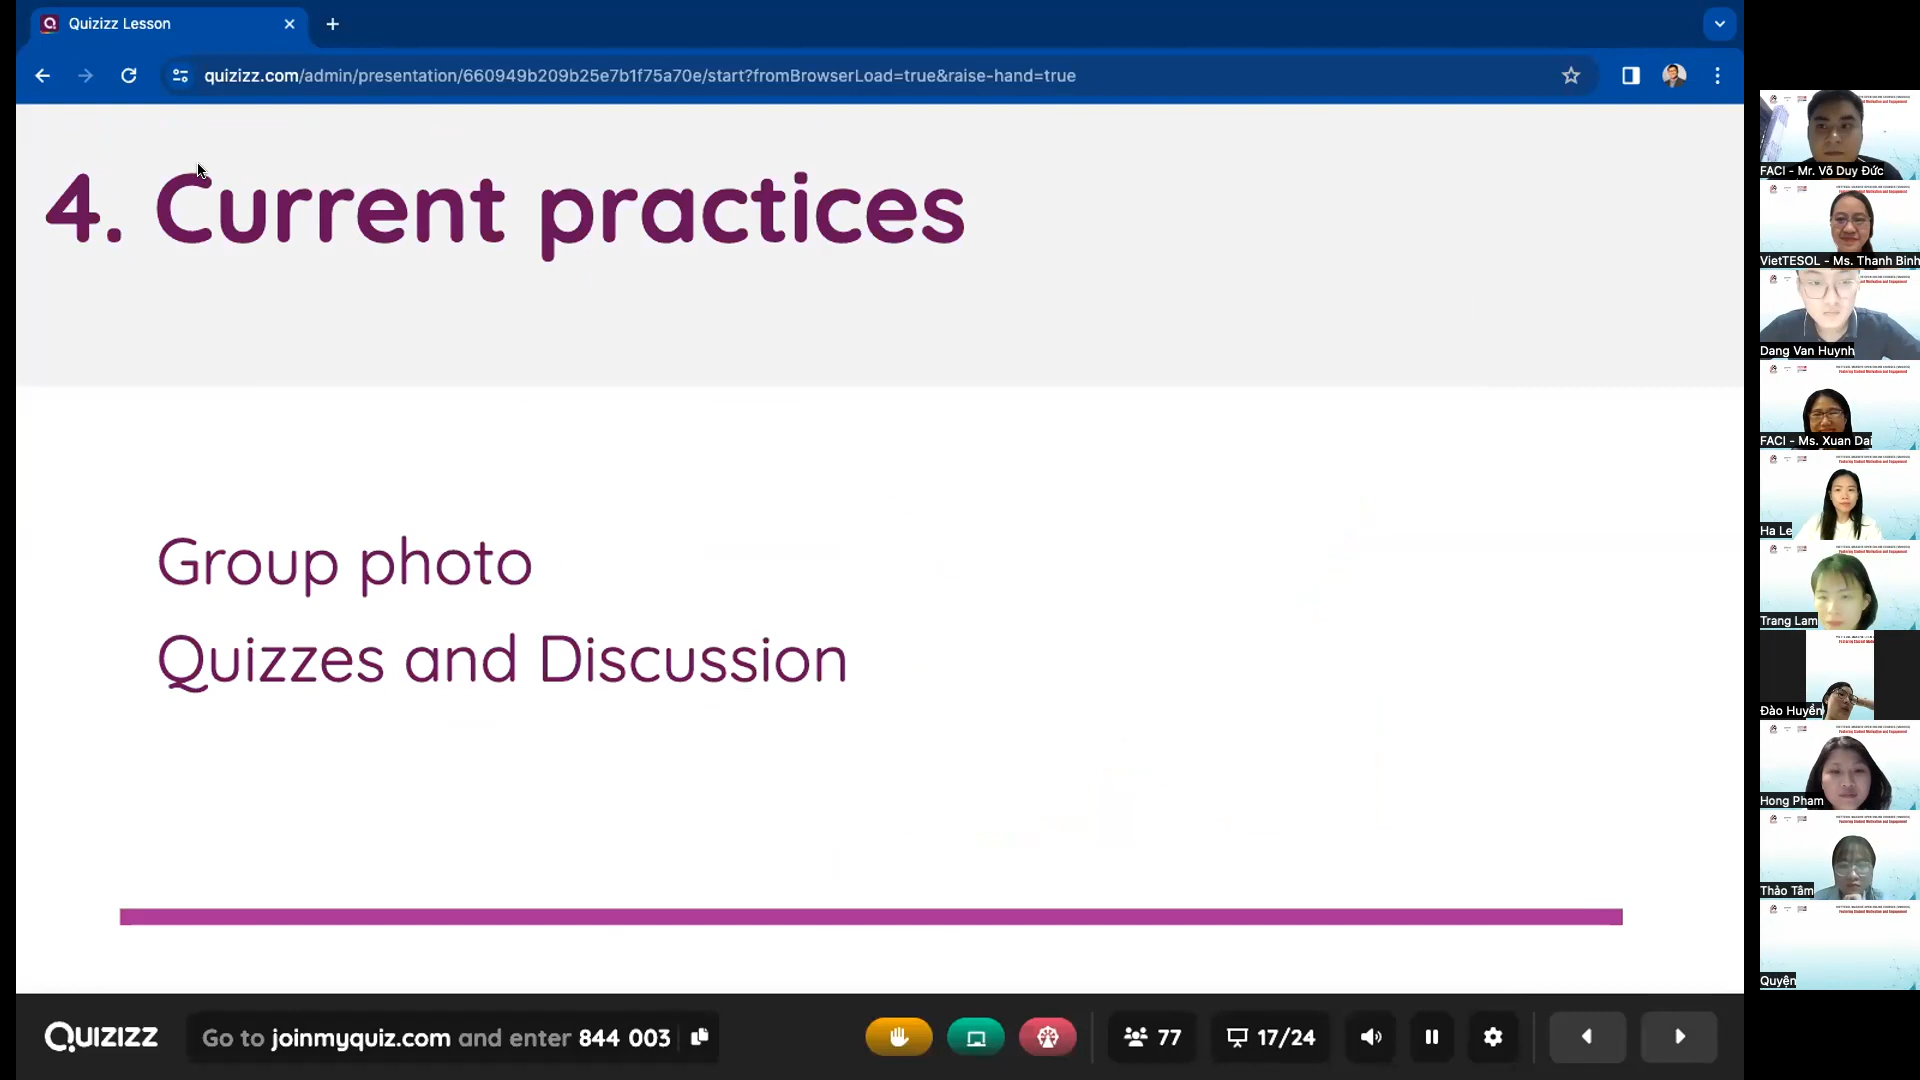 Quizizz Lesson
quizizz.com/admin/presentation/660949b209b25e7b1f75a70e/start?fromBrowserLoad=true&raise-hand=true
4. Current practices
Group photo
Quizzes and Discussion
QUIZIZZ
Go to joinmyquiz.com and enter 844 003
77
17/24
FACI - Mr. Võ Duy Đức
VietTESOL - Ms. Thanh Binh
Dang Van Huynh
FACI - Ms. Xuan Dai
Ha Le
Trang Lam
Đào Huyền
Hong Pham
Thảo Tâm
Quyện